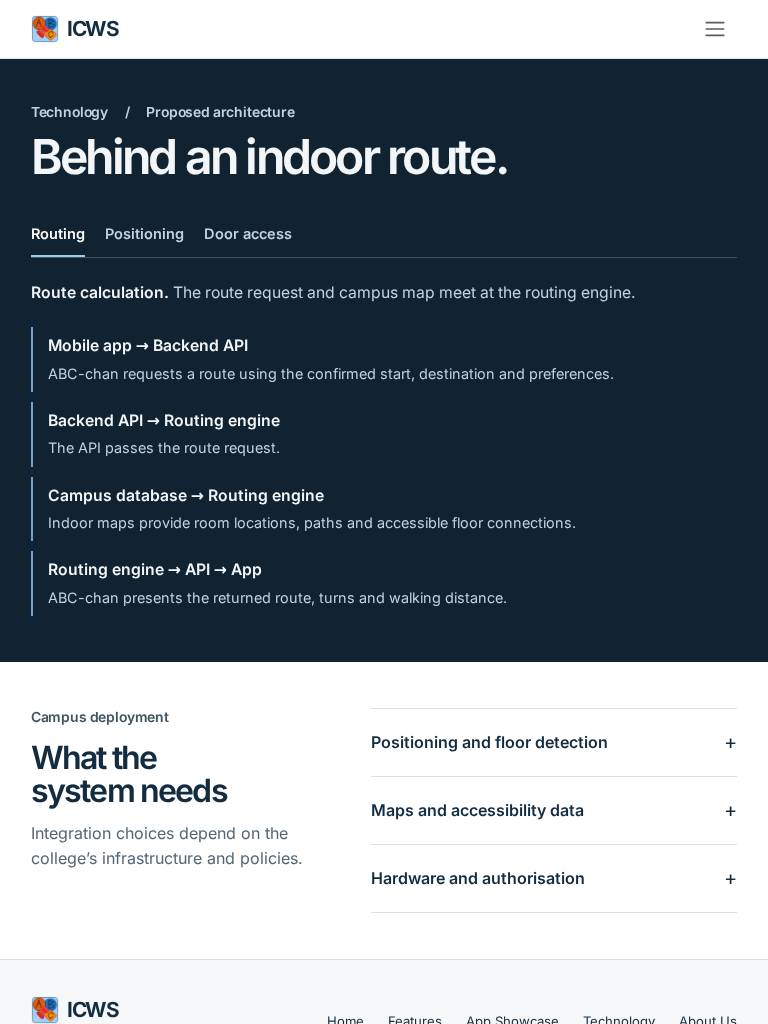 ICWS
Technology / Proposed architecture
Behind an indoor route.
Routing Positioning Door access
Route calculation. The route request and campus map meet at the routing engine.
Mobile app → Backend API
ABC-chan requests a route using the confirmed start, destination and preferences.
Backend API → Routing engine
The API passes the route request.
Campus database → Routing engine
Indoor maps provide room locations, paths and accessible floor connections.
Routing engine → API → App
ABC-chan presents the returned route, turns and walking distance.
Campus deployment
What the
system needs
Integration choices depend on the
college’s infrastructure and policies.
Positioning and floor detection +
Maps and accessibility data +
Hardware and authorisation +
ICWS
Home Features App Showcase Technology About Us